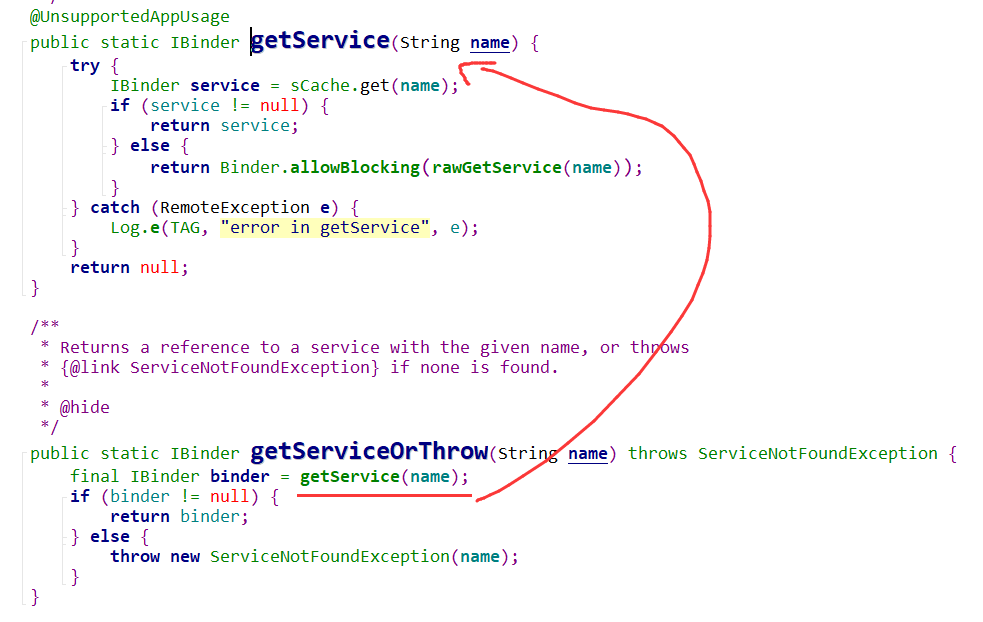 */
@UnsupportedAppUsage
public static IBinder getService(String name) {
try {
IBinder service = sCache.get(name);
if (service != null) {
return service;
} else {
return Binder.allowBlocking(rawGetService(name));
}
} catch (RemoteException e) {
Log.e(TAG, "error in getService", e);
}
return null;
}
/**
* Returns a reference to a service with the given name, or throws
* {@link ServiceNotFoundException} if none is found.
*
* @hide
*/
public static IBinder getServiceOrThrow(String name) throws ServiceNotFoundException {
final IBinder binder = getService(name);
if (binder != null) {
return binder;
} else {
throw new ServiceNotFoundException(name);
}
}